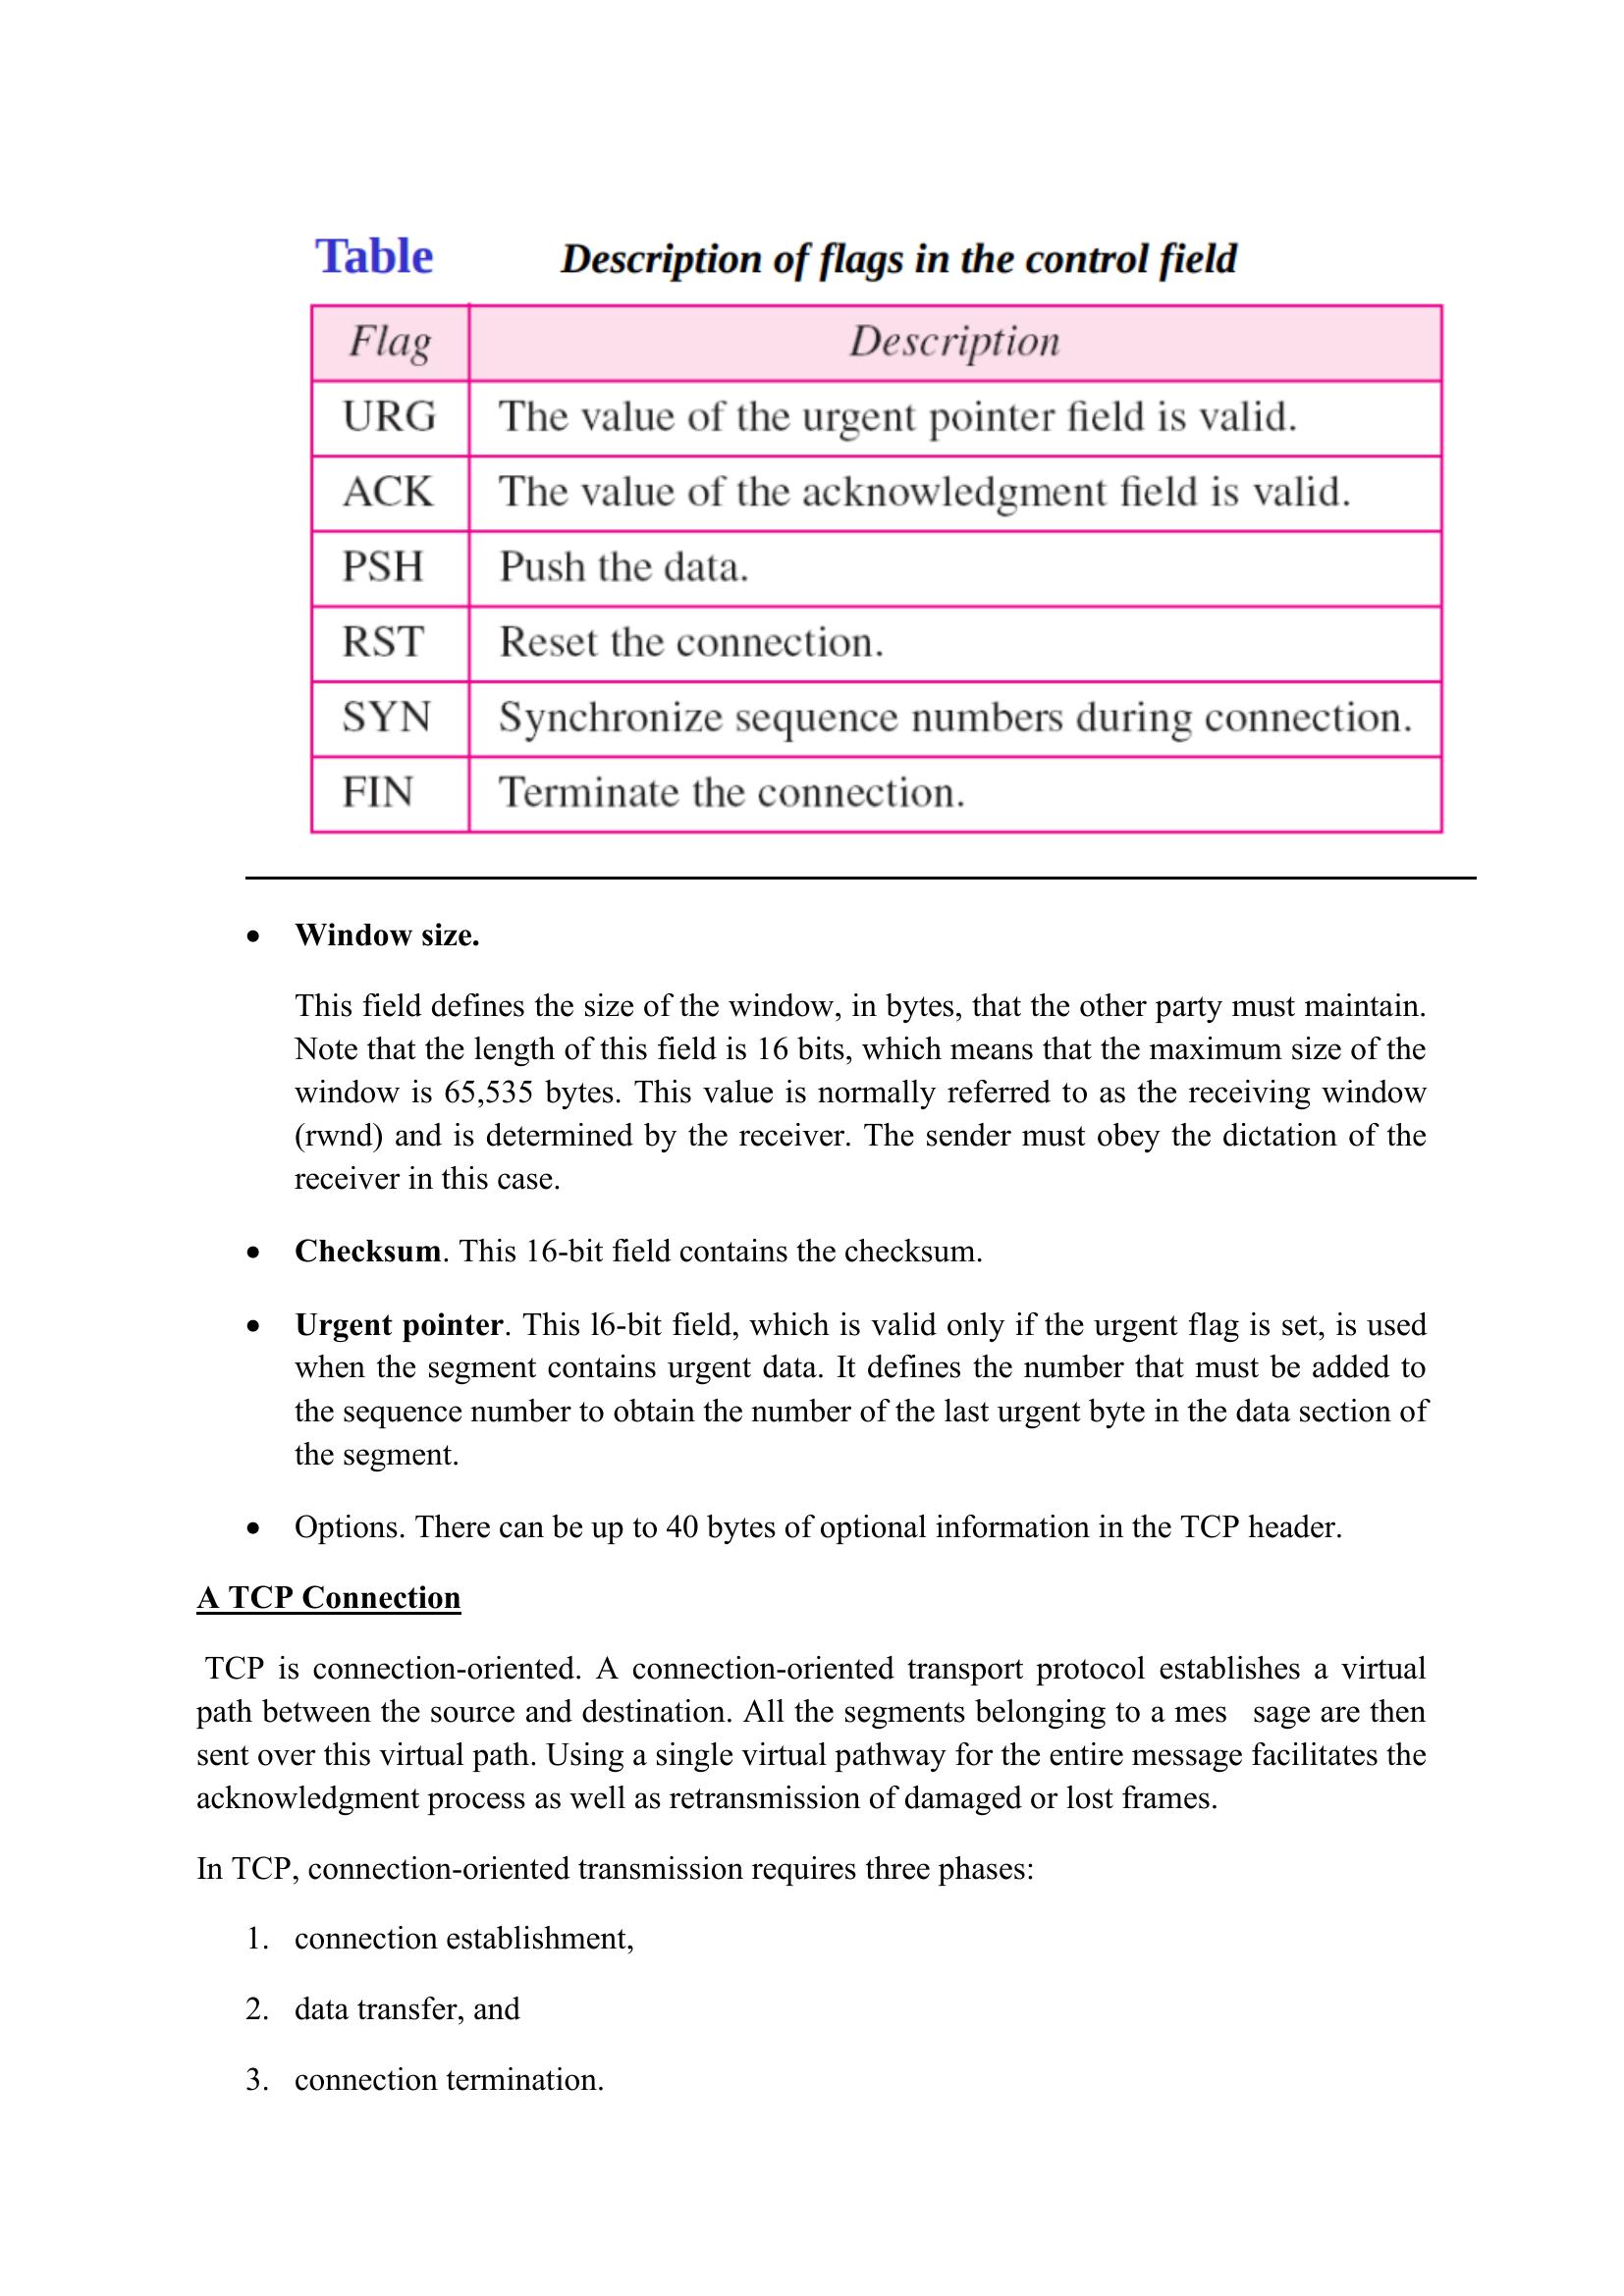 Table Description of flags in the control field
Flag Description
URG The value of the urgent pointer field is valid.
ACK The value of the acknowledgment field is valid.
PSH Push the data.
RST Reset the connection.
SYN Synchronize sequence numbers during connection.
FIN Terminate the connection.
• Window size.
This field defines the size of the window, in bytes, that the other party must maintain.
Note that the length of this field is 16 bits, which means that the maximum size of the
window is 65,535 bytes. This value is normally referred to as the receiving window
(rwnd) and is determined by the receiver. The sender must obey the dictation of the
receiver in this case.
• Checksum. This 16-bit field contains the checksum.
• Urgent pointer. This l6-bit field, which is valid only if the urgent flag is set, is used
when the segment contains urgent data. It defines the number that must be added to
the sequence number to obtain the number of the last urgent byte in the data section of
the segment.
• Options. There can be up to 40 bytes of optional information in the TCP header.
A TCP Connection
TCP is connection-oriented. A connection-oriented transport protocol establishes a virtual
path between the source and destination. All the segments belonging to a mes sage are then
sent over this virtual path. Using a single virtual pathway for the entire message facilitates the
acknowledgment process as well as retransmission of damaged or lost frames.
In TCP, connection-oriented transmission requires three phases:
1. connection establishment,
2. data transfer, and
3. connection termination.